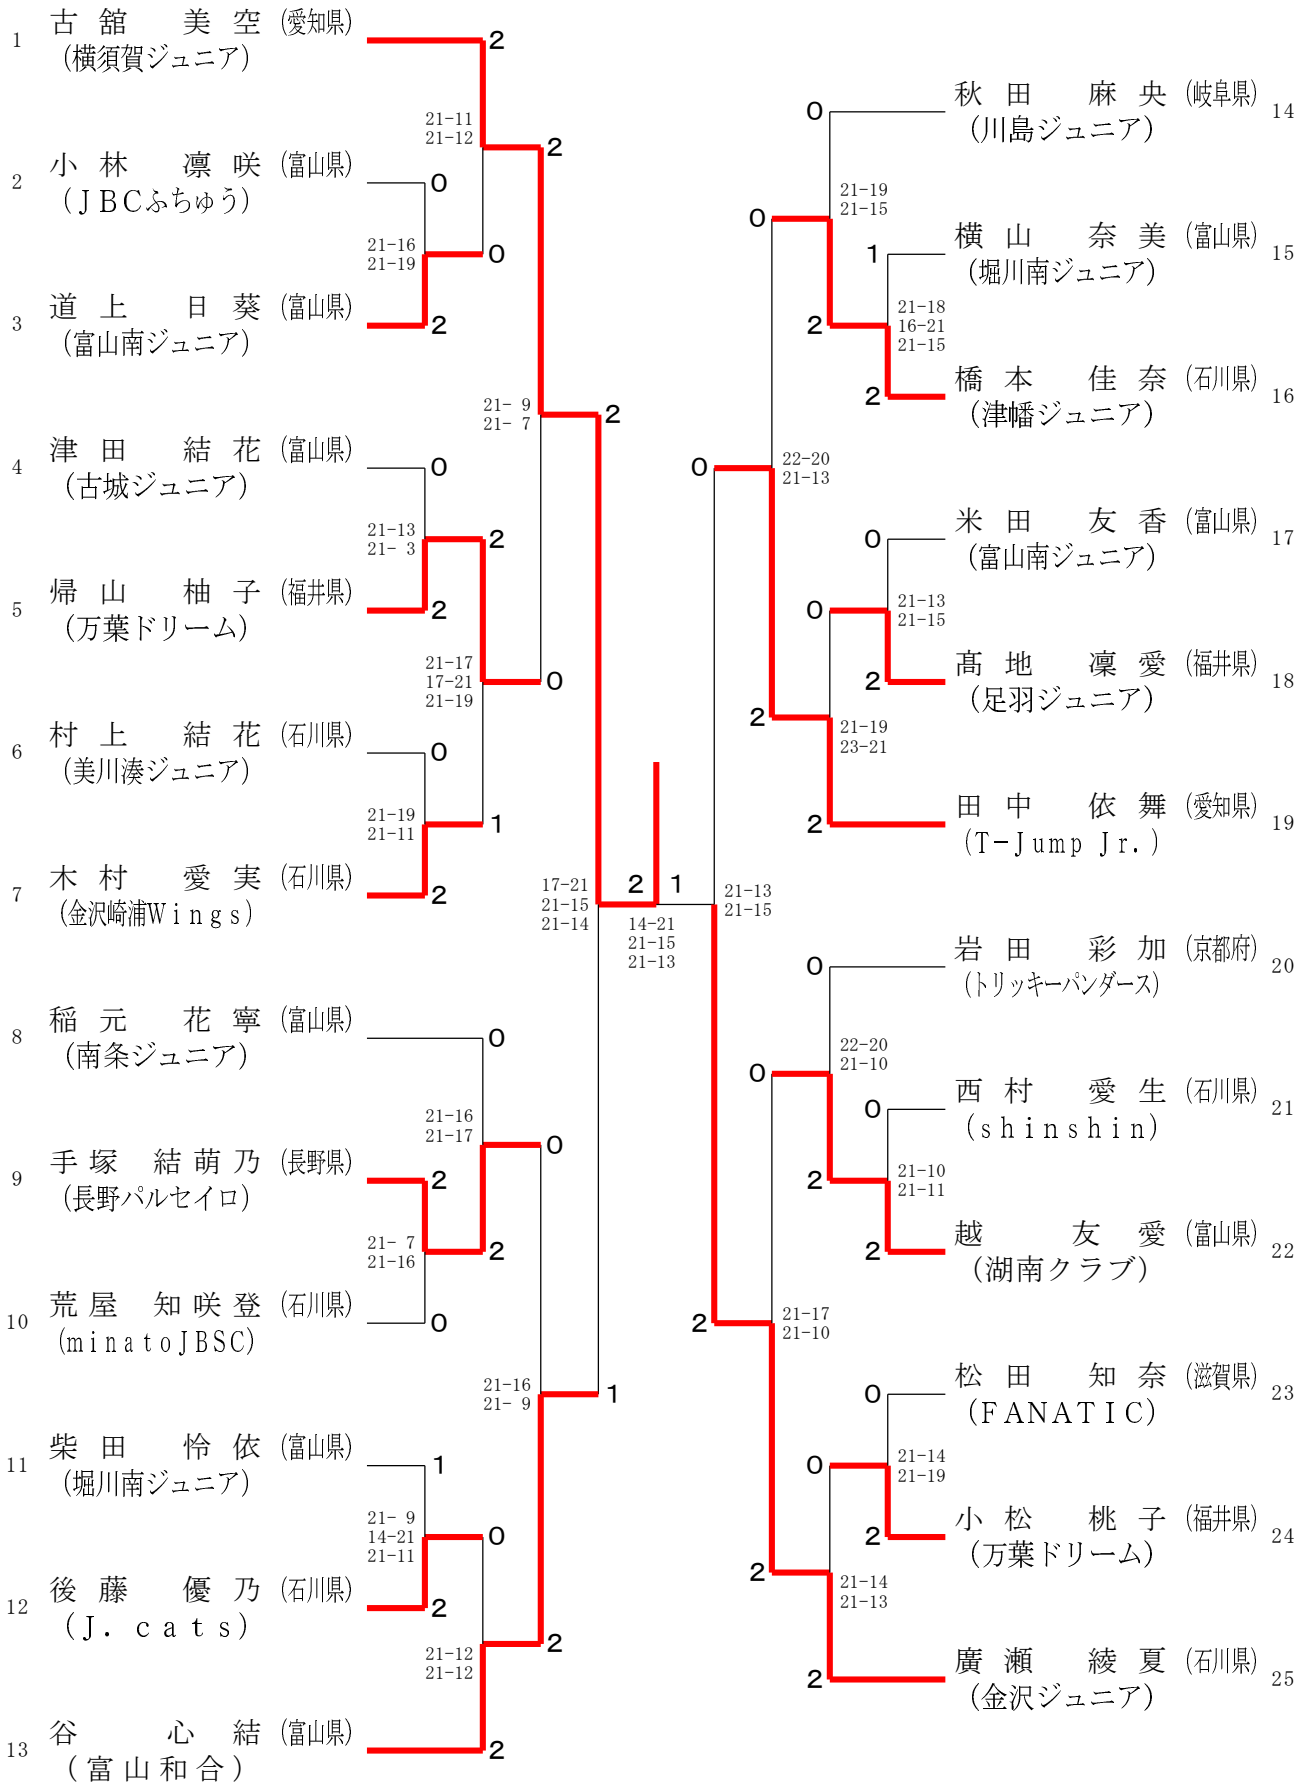 1 古舘 美空 (愛知県)
(横須賀ジュニア)
2 小林 凛咲 (富山県)
(ＪＢＣふちゅう)
3 道上 日葵 (富山県)
(富山南ジュニア)
4 津田 結花 (富山県)
(古城ジュニア)
5 帰山 柚子 (福井県)
(万葉ドリーム)
6 村上 結花 (石川県)
(美川湊ジュニア)
7 木村 愛実 (石川県)
(金沢崎浦Ｗｉｎｇｓ)
8 稲元 花寧 (富山県)
(南条ジュニア)
9 手塚 結萌乃 (長野県)
(長野パルセイロ)
10 荒屋 知咲登 (石川県)
(ｍｉｎａｔｏＪＢＳＣ)
11 柴田 怜依 (富山県)
(堀川南ジュニア)
12 後藤 優乃 (石川県)
(Ｊ．ｃａｔｓ)
13 谷 心結 (富山県)
(富山和合)
2
21-11
21-12
2
0
21-16
21-19
0
2
21- 9
21- 7
2
0
21-13
21- 3
2
2
21-17
17-21
21-19
0
0
21-19
21-11
1
2
17-21
21-15
21-14
2
1
14-21
21-15
21-13
0
21-16
21-17
0
2
21- 7
21-16
2
0
21-16
21- 9
1
1
21- 9
14-21
21-11
0
2
21-12
21-12
2
2
秋田 麻央 (岐阜県) 14
(川島ジュニア)
横山 奈美 (富山県) 15
(堀川南ジュニア)
橋本 佳奈 (石川県) 16
(津幡ジュニア)
米田 友香 (富山県) 17
(富山南ジュニア)
髙地 凜愛 (福井県) 18
(足羽ジュニア)
田中 依舞 (愛知県) 19
(Ｔ－Ｊｕｍｐ Ｊｒ．)
岩田 彩加 (京都府) 20
(トリッキーパンダース)
西村 愛生 (石川県) 21
(ｓｈｉｎｓｈｉｎ)
越 友愛 (富山県) 22
(湖南クラブ)
松田 知奈 (滋賀県) 23
(ＦＡＮＡＴＩＣ)
小松 桃子 (福井県) 24
(万葉ドリーム)
廣瀬 綾夏 (石川県) 25
(金沢ジュニア)
0
21-19
21-15
0
1
21-18
16-21
21-15
2
2
0
22-20
21-13
0
21-13
21-15
0
2
2
21-19
23-21
2
21-13
21-15
0
22-20
21-10
0
0
21-10
21-11
2
2
2
21-17
21-10
0
21-14
21-19
0
2
2
21-14
21-13
2